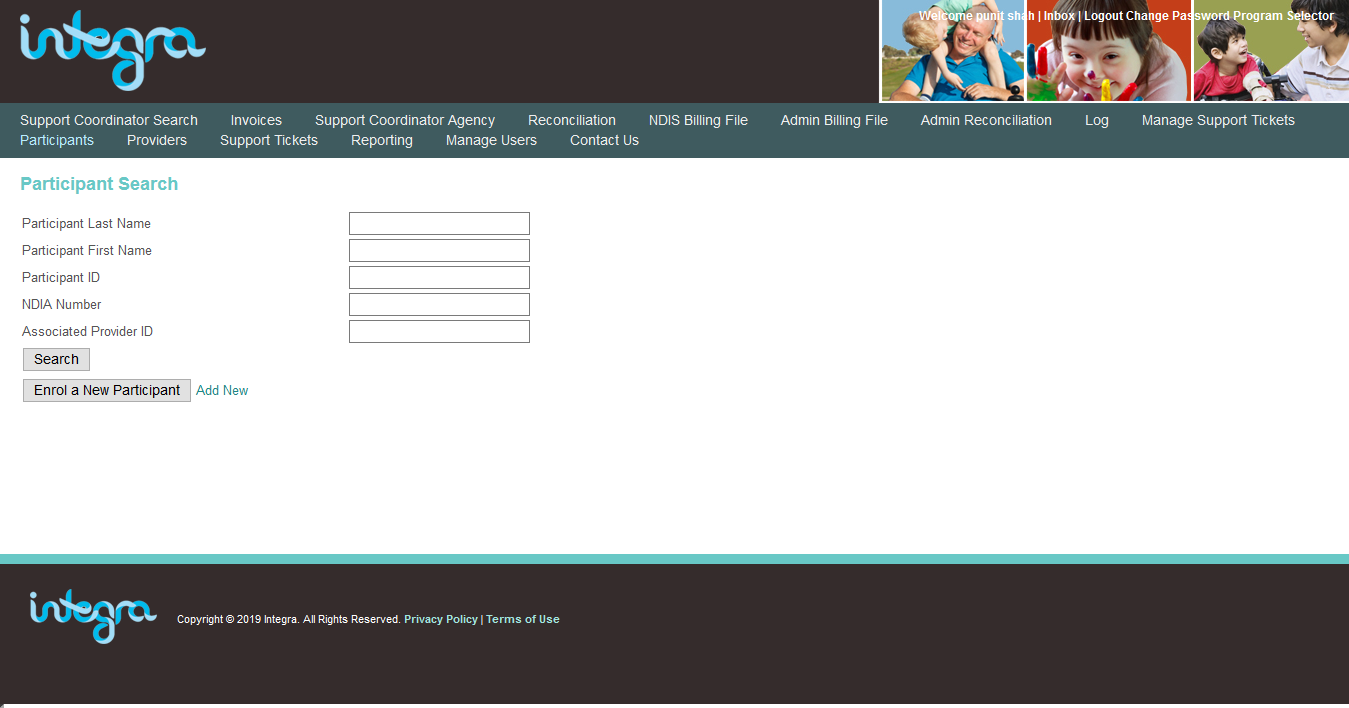 integra
Welcome punit shah | Inbox | Logout Change Password Program Selector
Support Coordinator Search Invoices Support Coordinator Agency Reconciliation NDIS Billing File Admin Billing File Admin Reconciliation Log Manage Support Tickets
Participants Providers Support Tickets Reporting Manage Users Contact Us
Participant Search
Participant Last Name
Participant First Name
Participant ID
NDIA Number
Associated Provider ID
Search
Enrol a New Participant Add New
integra
Copyright © 2019 Integra. All Rights Reserved. Privacy Policy | Terms of Use